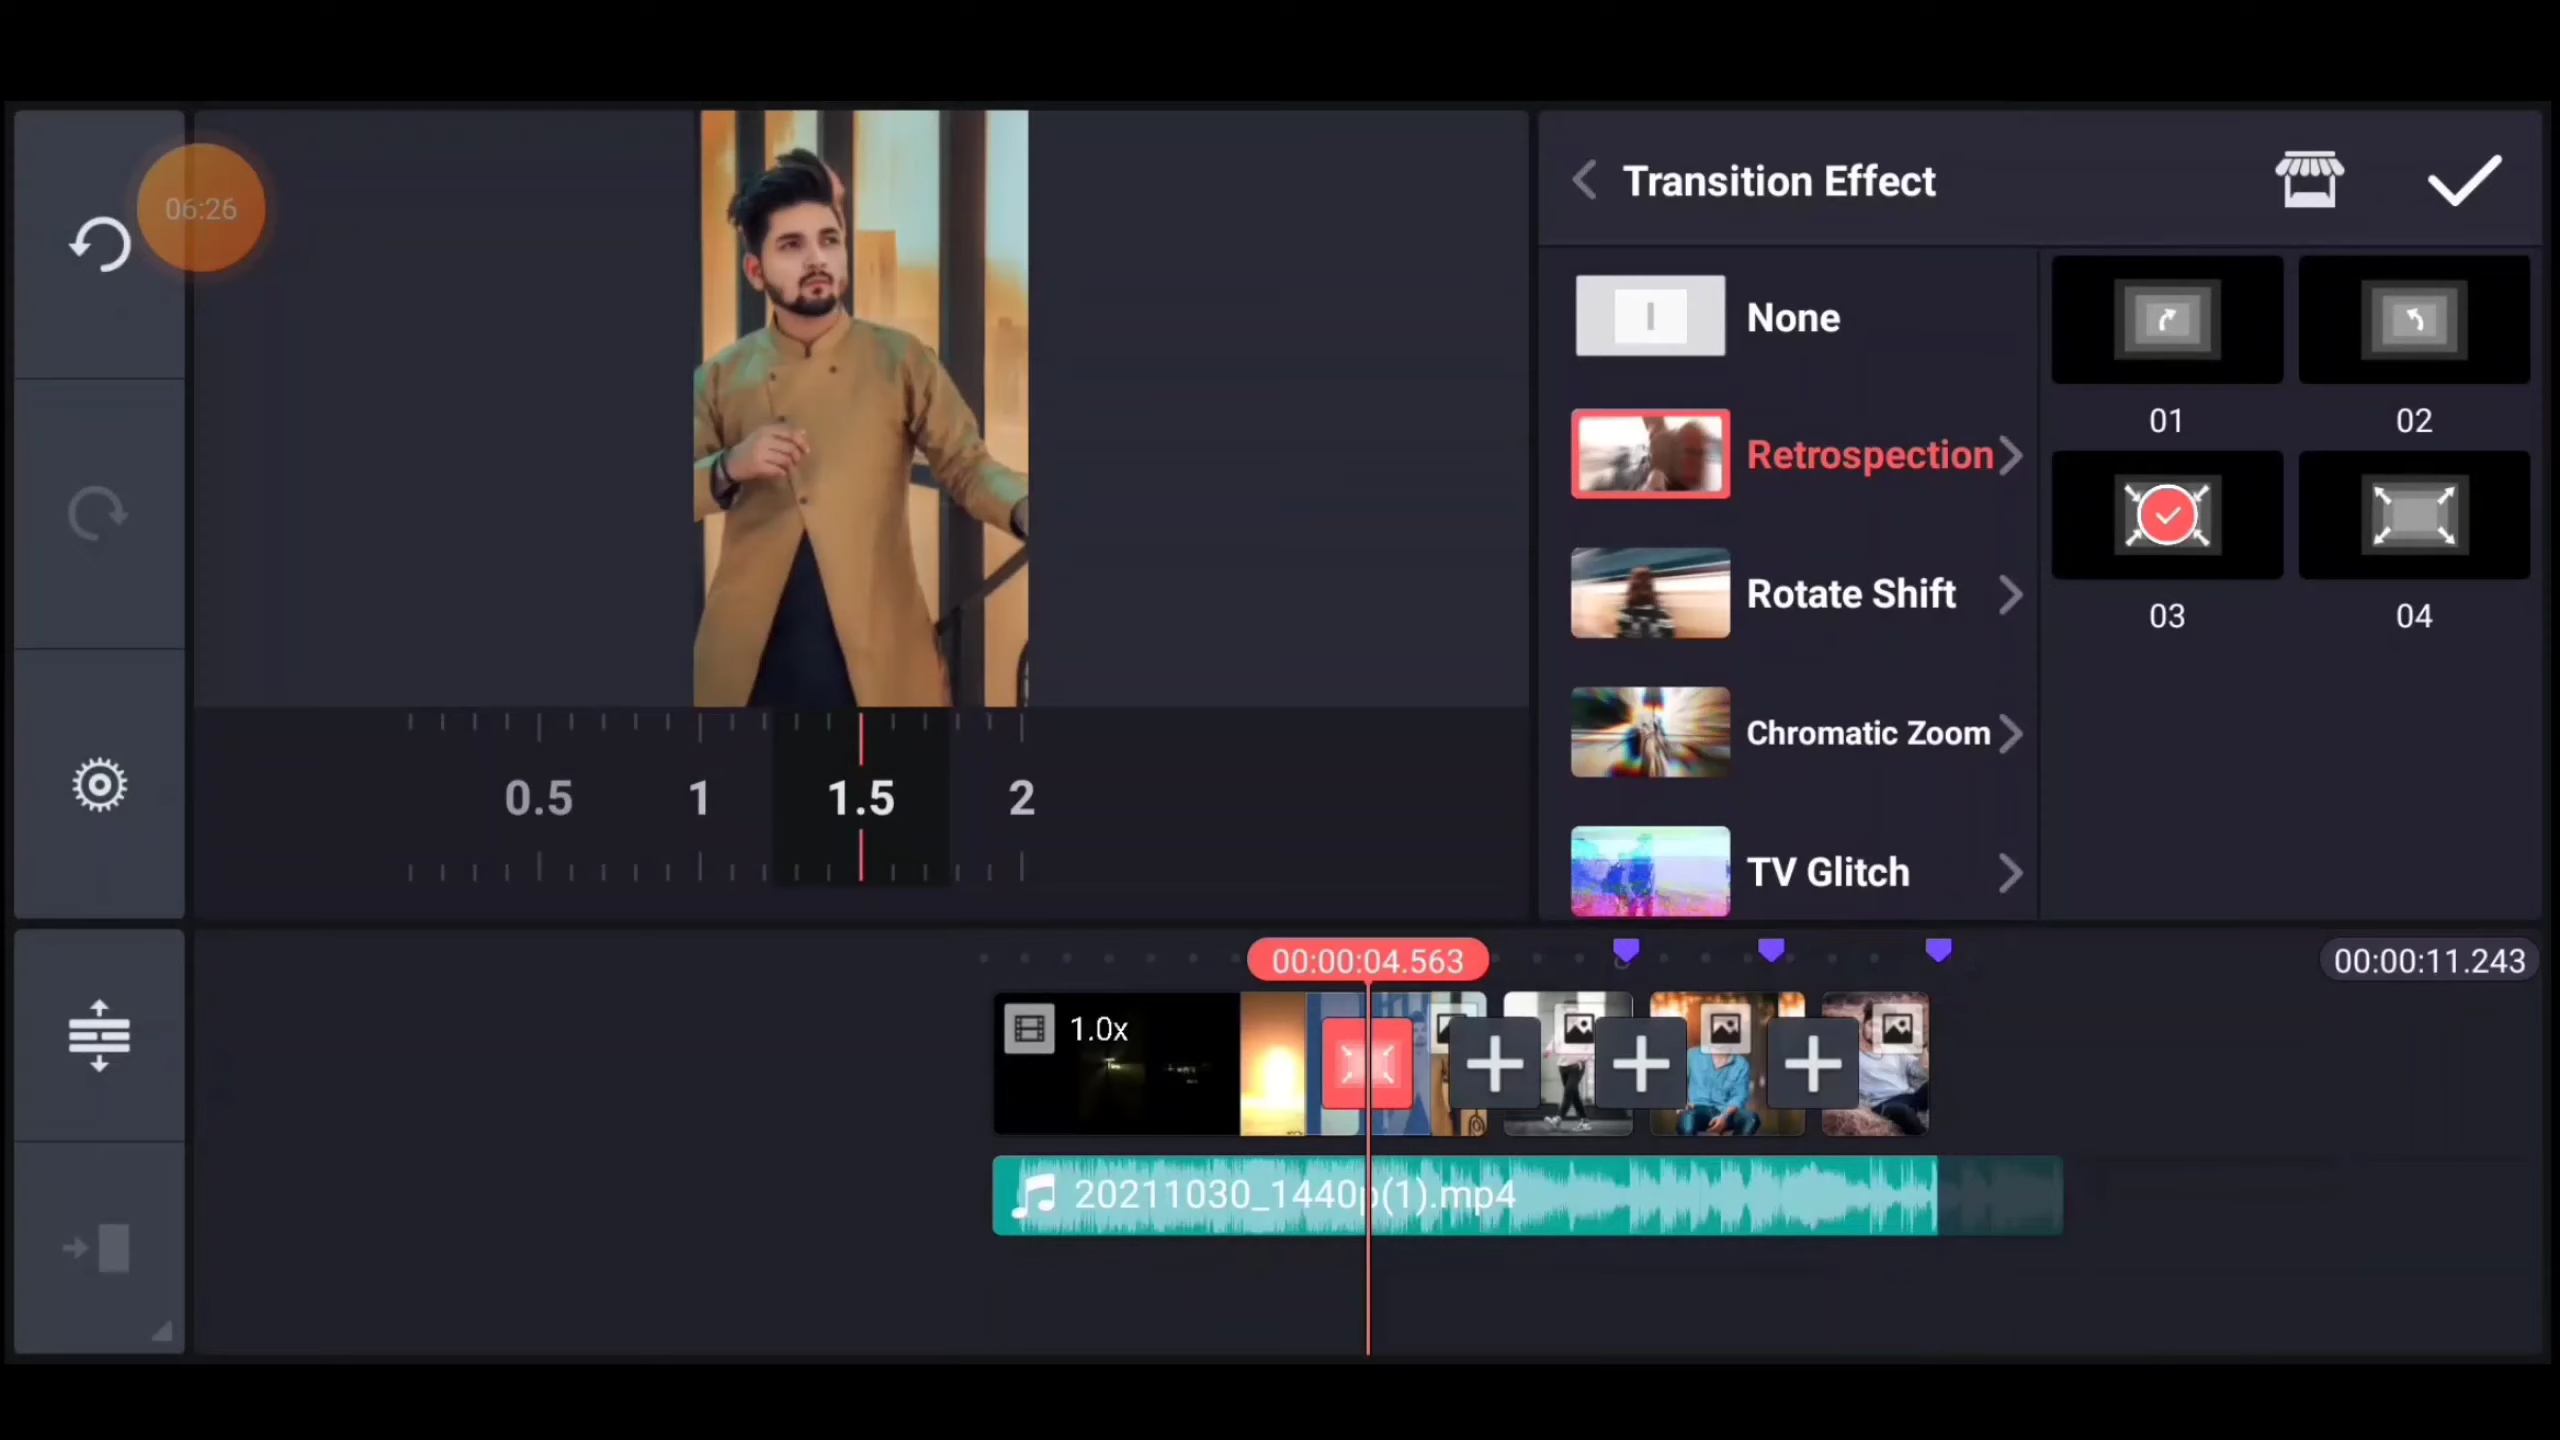 06:26
Transition Effect
None
Retrospection
Rotate Shift
Chromatic Zoom
TV Glitch
01
02
03
04
0.5
1
1.5
2
00:00:04.563
00:00:11.243
1.0x
20211030_1440p(1).mp4